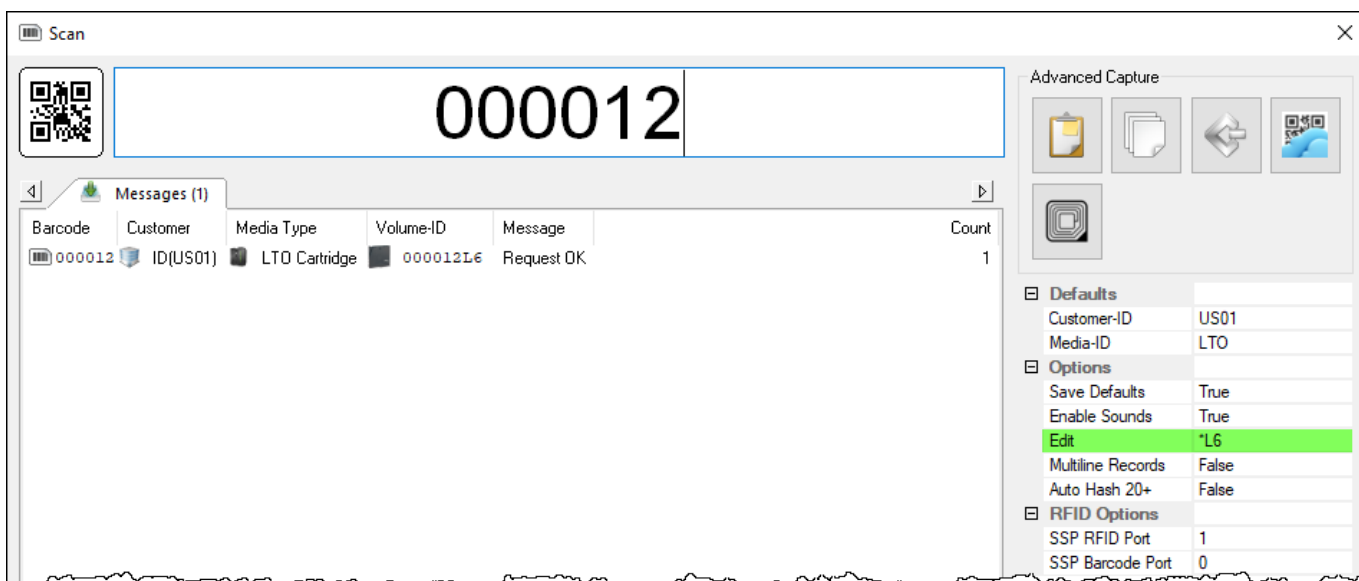 Scan
000012
Advanced Capture
Messages (1)
Barcode Customer Media Type Volume-ID Message Count
000012 ID(US01) LTO Cartridge 000012L6 Request OK 1
Defaults
Customer-ID US01
Media-ID LTO
Options
Save Defaults True
Enable Sounds True
Edit *L6
Multiline Records False
Auto Hash 20+ False
RFID Options
SSP RFID Port 1
SSP Barcode Port 0